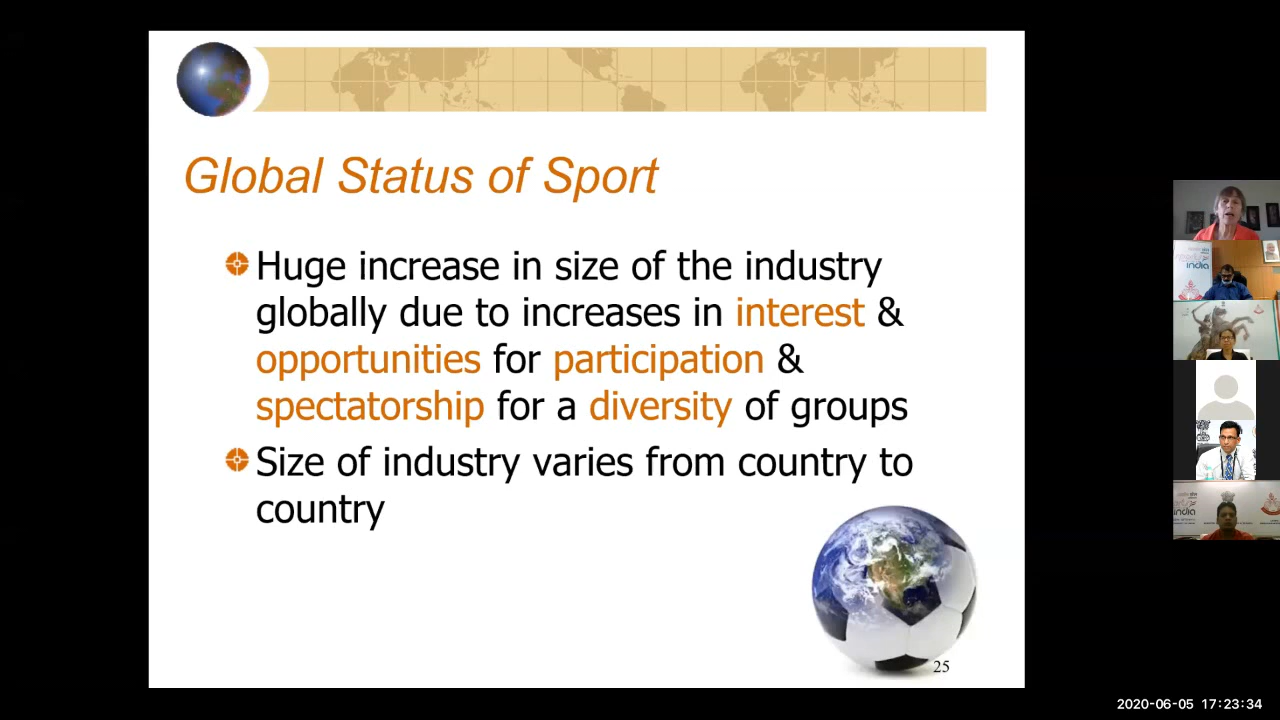 Global Status of Sport
Huge increase in size of the industry
globally due to increases in interest &
opportunities for participation &
spectatorship for a diversity of groups
Size of industry varies from country to
country
25
india
india
2020-06-05 17:23:34